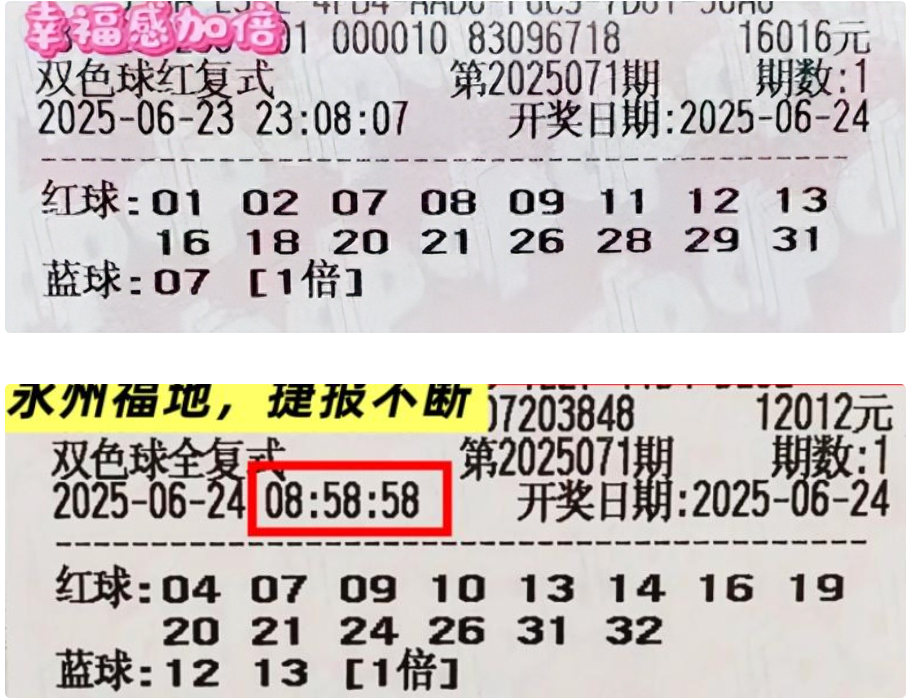 幸福感加倍
01 000010 83096718 16016元
双色球红复式 第2025071期 期数:1
2025-06-23 23:08:07 开奖日期:2025-06-24
红球:01 02 07 08 09 11 12 13
16 18 20 21 26 28 29 31
蓝球:07 [1倍]
永州福地，捷报不断
07203848 12012元
双色球全复式 第2025071期 期数:1
2025-06-24 08:58:58 开奖日期:2025-06-24
红球:04 07 09 10 13 14 16 19
20 21 24 26 31 32
蓝球:12 13 [1倍]